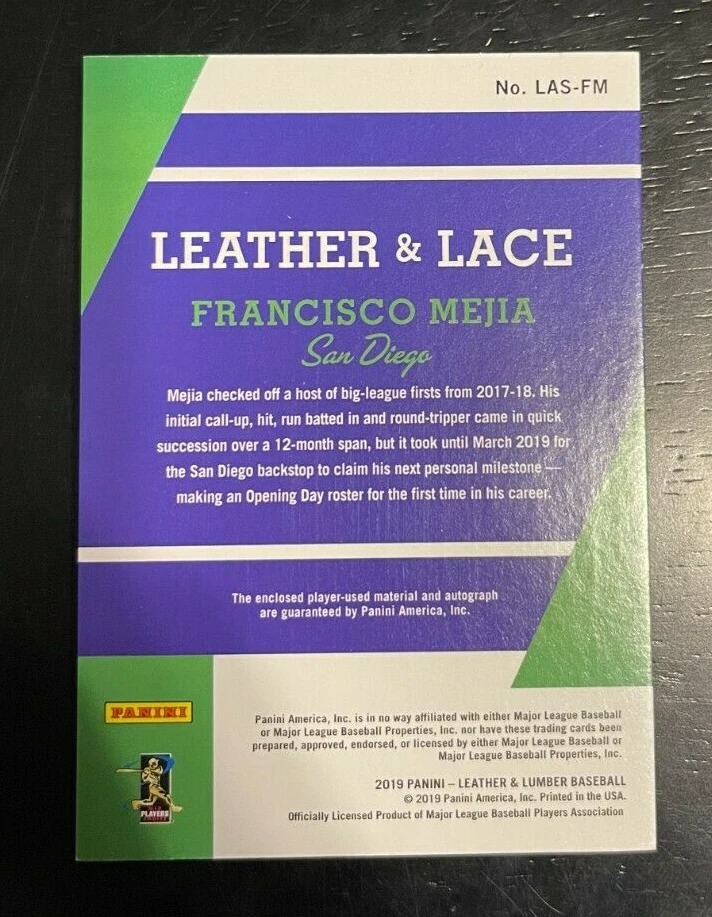 No. LAS-FM
LEATHER & LACE
FRANCISCO MEJIA
San Diego
Mejia checked off a host of big-league firsts from 2017-18. His
initial call-up, hit, run batted in and round-tripper came in quick
succession over a 12-month span, but it took until March 2019 for
the San Diego backstop to claim his next personal milestone —
making an Opening Day roster for the first time in his career.
The enclosed player-used material and autograph
are guaranteed by Panini America, Inc.
PANINI
PLAYERS
Panini America, Inc. is in no way affiliated with either Major League Baseball
or Major League Baseball Properties, Inc. nor have these trading cards been
prepared, approved, endorsed, or licensed by either Major League Baseball or
Major League Baseball Properties, Inc.
2019 PANINI – LEATHER & LUMBER BASEBALL
© 2019 Panini America, Inc. Printed in the USA.
Officially Licensed Product of Major League Baseball Players Association